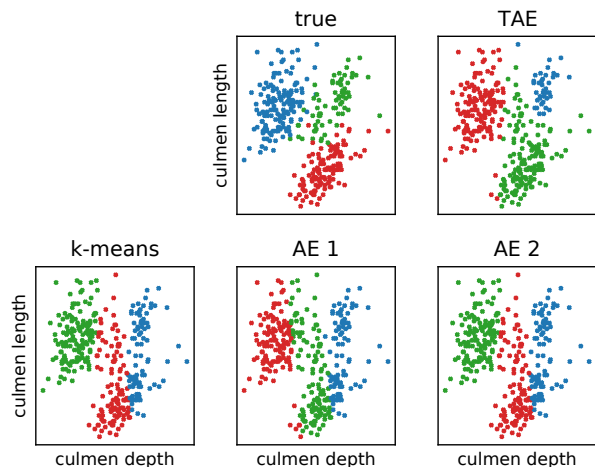 true
TAE
culmen length
k-means
AE 1
AE 2
culmen length
culmen depth
culmen depth
culmen depth